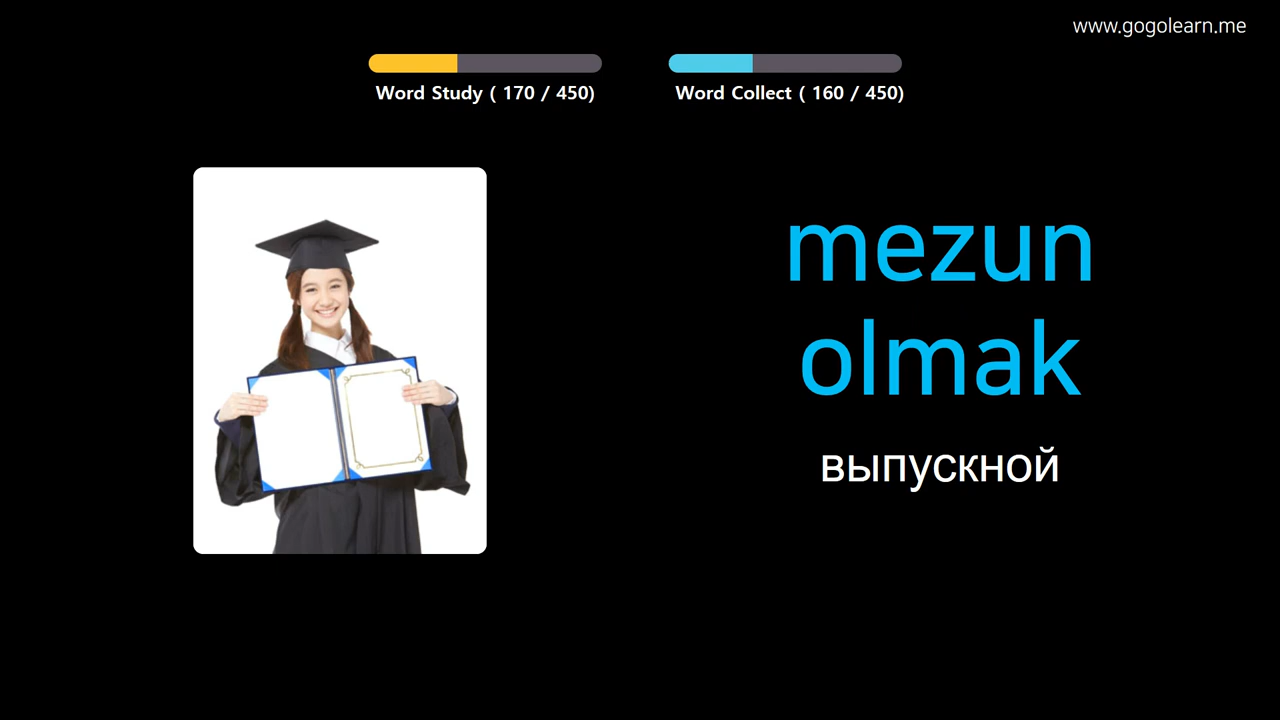 www.gogolearn.me
Word Study ( 170 / 450)
Word Collect ( 160 / 450)
mezun
olmak
выпускной